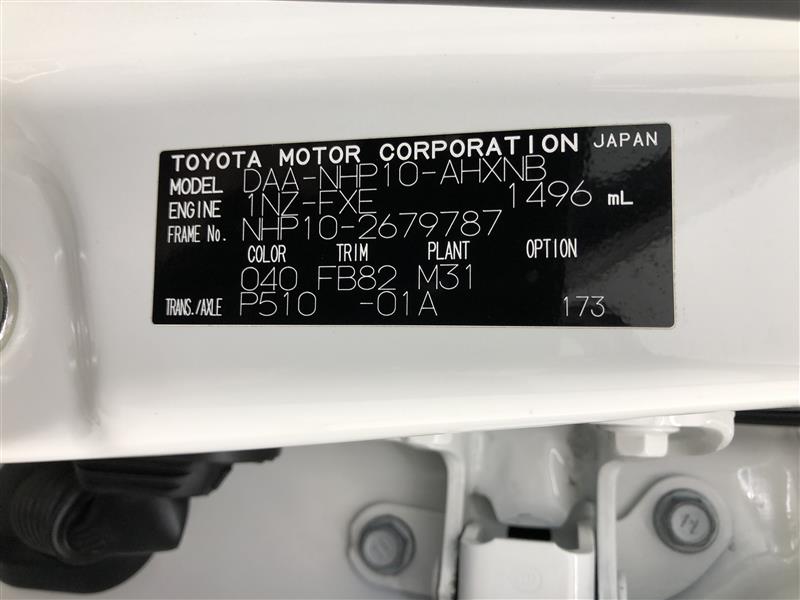 TOYOTA MOTOR CORPORATION JAPAN
MODEL DAA-NHP10-AHXNB
ENGINE 1NZ-FXE 1496 mL
FRAME No. NHP10-2679787
COLOR TRIM PLANT OPTION
040 FB82 M31
TRANS./AXLE P510 -01A 173